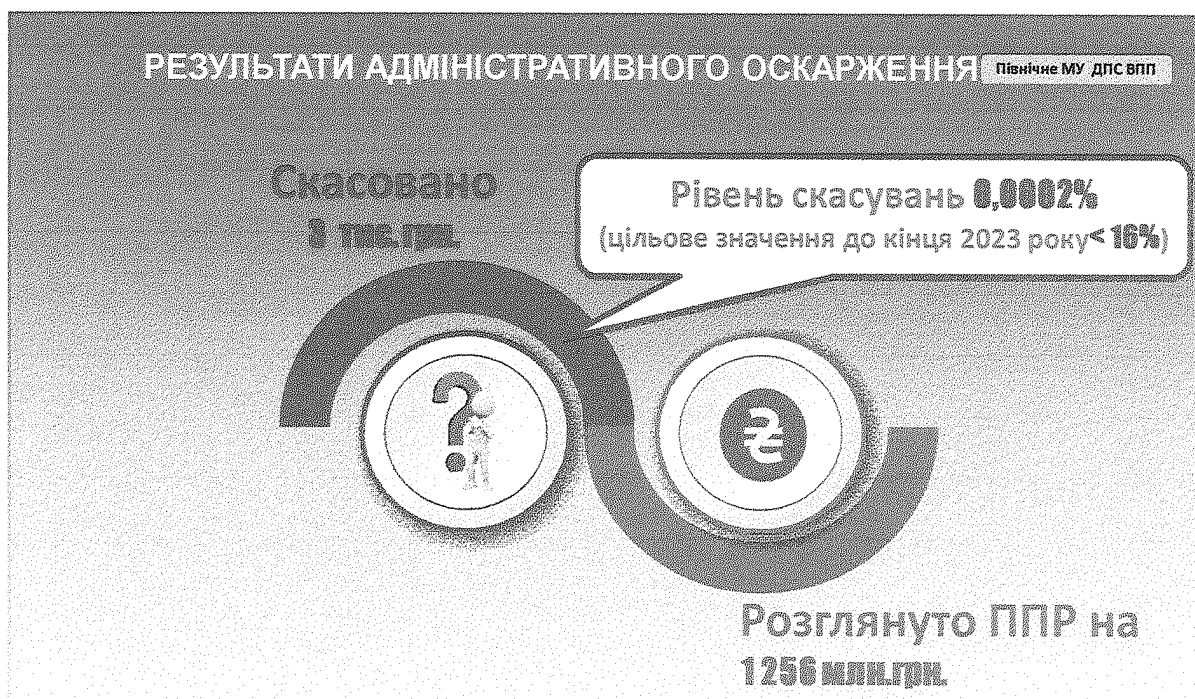 РЕЗУЛЬТАТИ АДМІНІСТРАТИВНОГО ОСКАРЖЕННЯ
Північне МУ ДПС ВПП
Скасовано
3 тис. грн.
Рівень скасувань 0,0002%
(цільове значення до кінця 2023 року< 16%)
?
₴
Розглянуто ППР на
1 256 млн.грн.